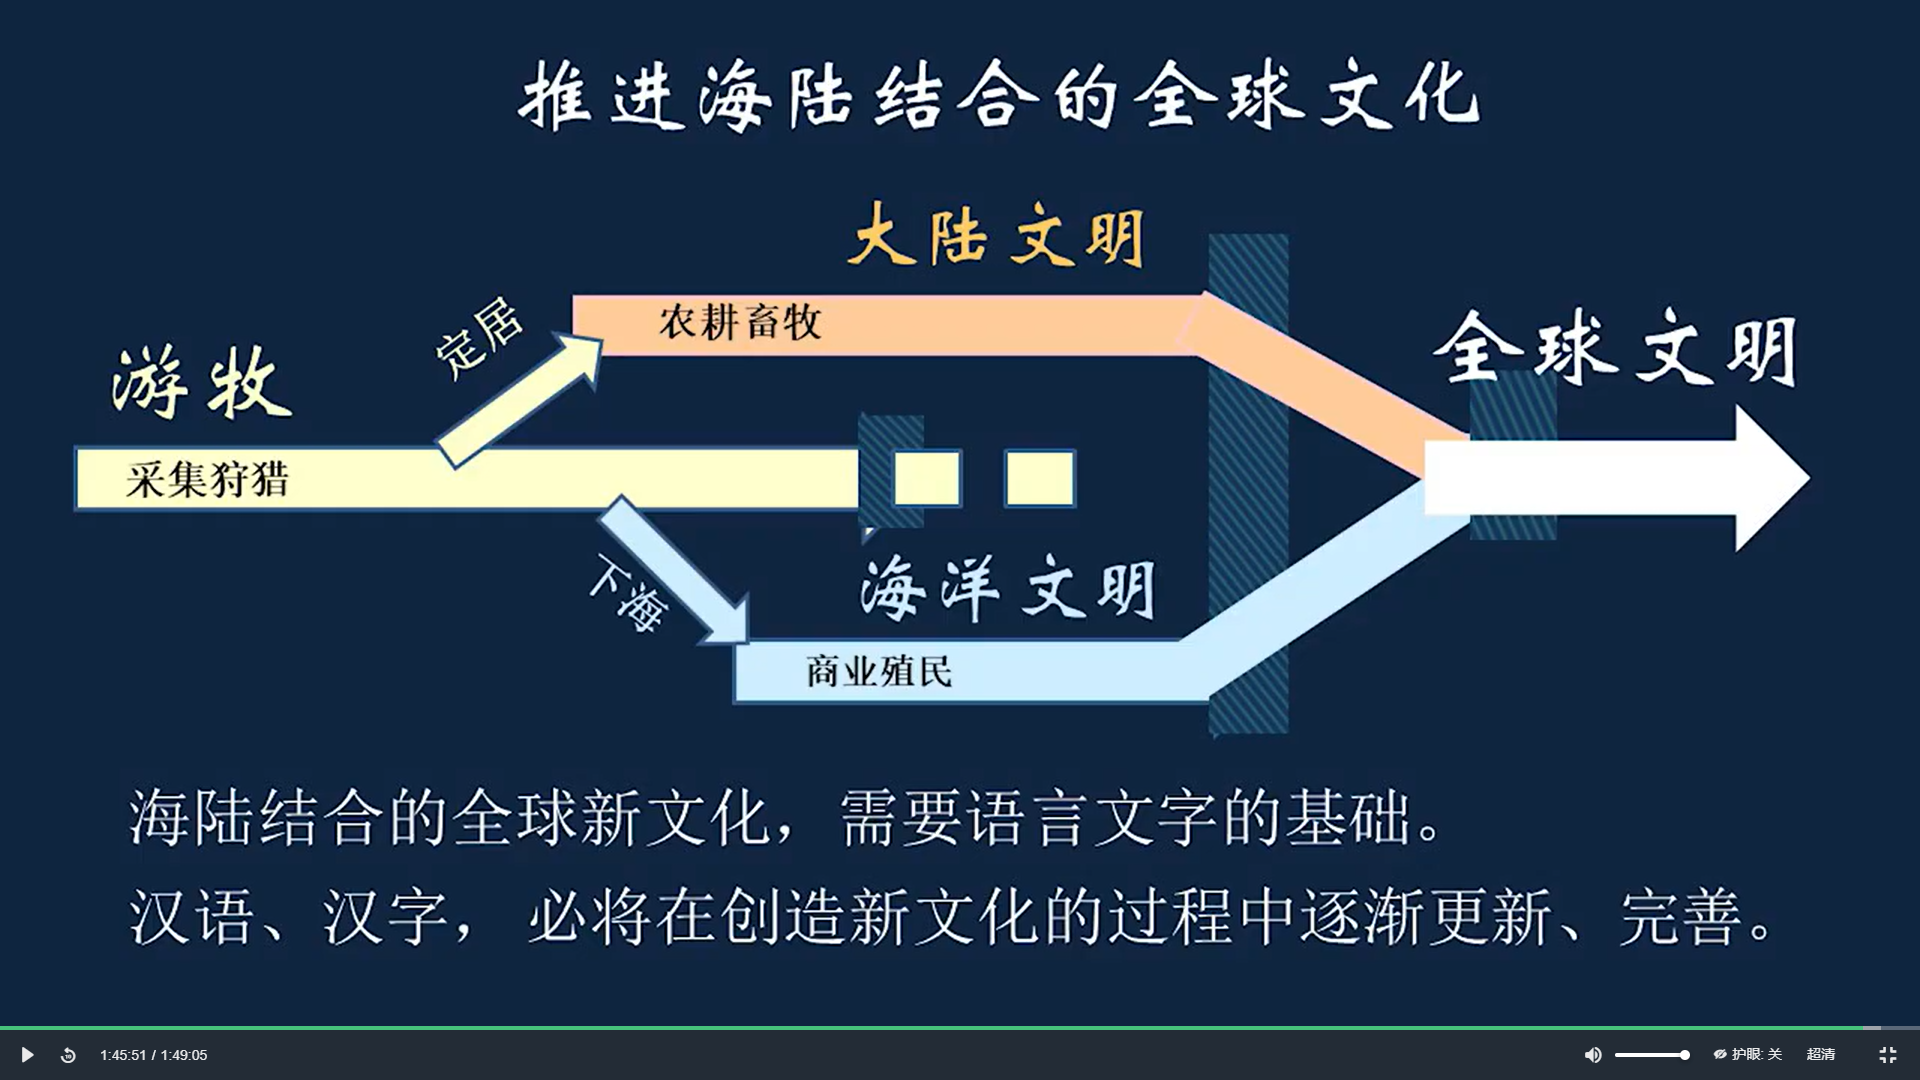 推进海陆结合的全球文化
大陆文明
农耕畜牧
定居
全球文明
游牧
采集狩猎
下海
海洋文明
商业殖民
海陆结合的全球新文化，需要语言文字的基础。
汉语、汉字， 必将在创造新文化的过程中逐渐更新、完善。
1:45:51 / 1:49:05
护眼: 关
超清